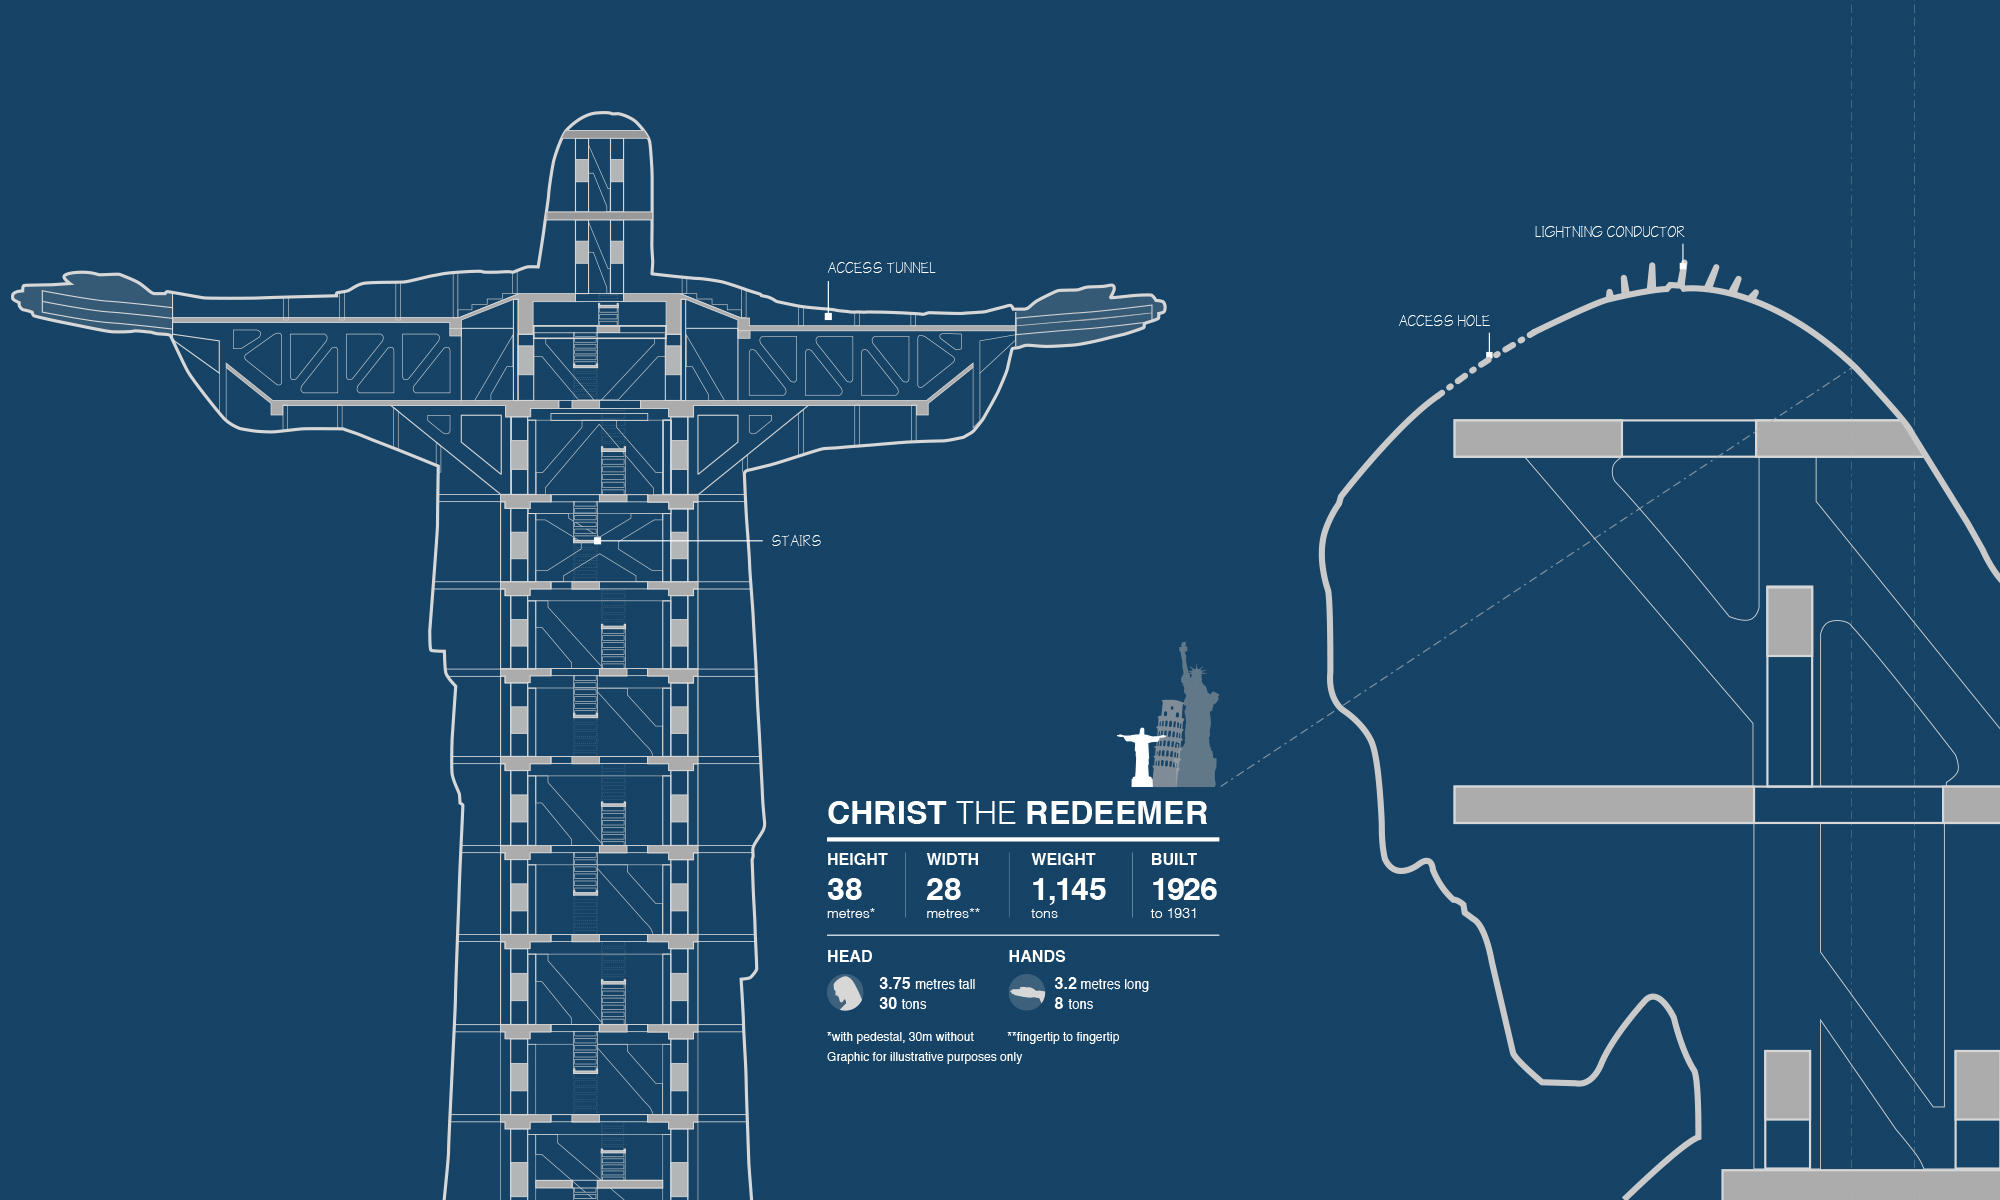 LIGHTNING CONDUCTOR
ACCESS TUNNEL
ACCESS HOLE
STAIRS
CHRIST THE REDEEMER
HEIGHT WIDTH WEIGHT BUILT
38 28 1,145 1926
metres* metres** tons to 1931
HEAD HANDS
3.75 metres tall 3.2 metres long
30 tons 8 tons
*with pedestal, 30m without **fingertip to fingertip
Graphic for illustrative purposes only